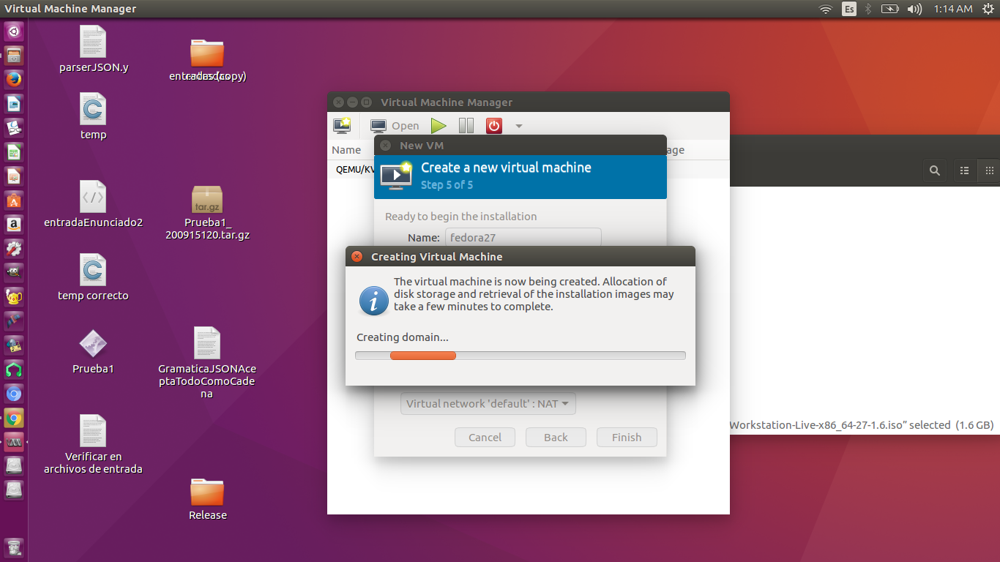 Virtual Machine Manager
Es
1:14 AM
parserJSON.y
entradas (copy)
temp
entradaEnunciado2
tar.gz
Prueba1_
200915120.tar.gz
temp correcto
Prueba1
GramaticaJSONAce
ptaTodoComoCade
na
Verificar en
archivos de entrada
Release
Virtual Machine Manager
Open
Name
age
QEMU/KV
New VM
Create a new virtual machine
Step 5 of 5
Ready to begin the installation
Name:
fedora27
Creating Virtual Machine
The virtual machine is now being created. Allocation of
disk storage and retrieval of the installation images may
take a few minutes to complete.
Creating domain...
Virtual network 'default' : NAT
Cancel
Back
Finish
Workstation-Live-x86_64-27-1.6.iso” selected (1.6 GB)